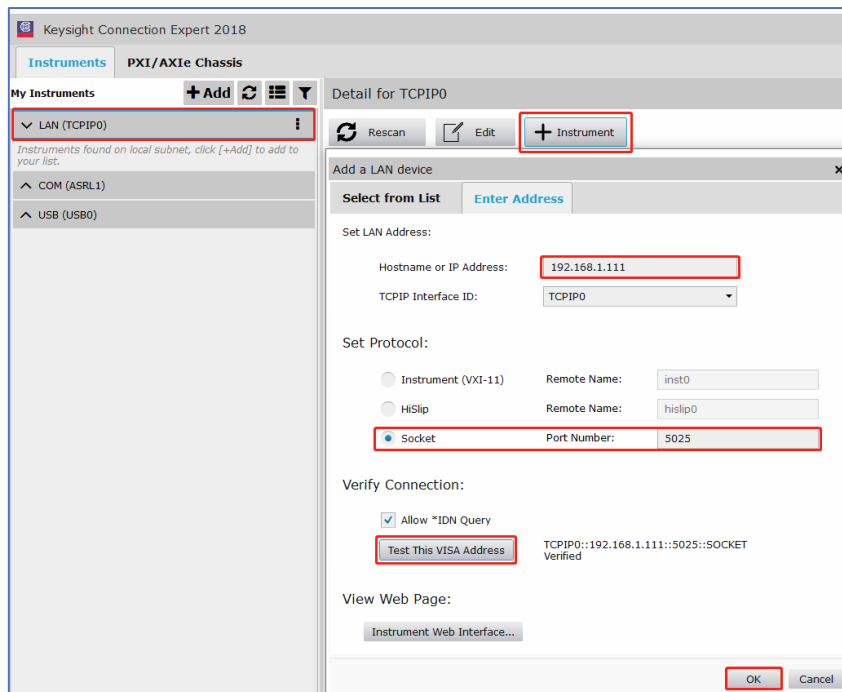 Keysight Connection Expert 2018
Instruments PXI/AXIe Chassis
My Instruments + Add
LAN (TCPIP0)
Instruments found on local subnet, click [+Add] to add to
your list.
COM (ASRL1)
USB (USB0)
Detail for TCPIP0
Rescan Edit + Instrument
Add a LAN device
Select from List Enter Address
Set LAN Address:
Hostname or IP Address: 192.168.1.111
TCPIP Interface ID: TCPIP0
Set Protocol:
Instrument (VXI-11) Remote Name: inst0
HiSlip Remote Name: hislip0
Socket Port Number: 5025
Verify Connection:
Allow *IDN Query
Test This VISA Address TCPIP0::192.168.1.111::5025::SOCKET
Verified
View Web Page:
Instrument Web Interface...
OK Cancel